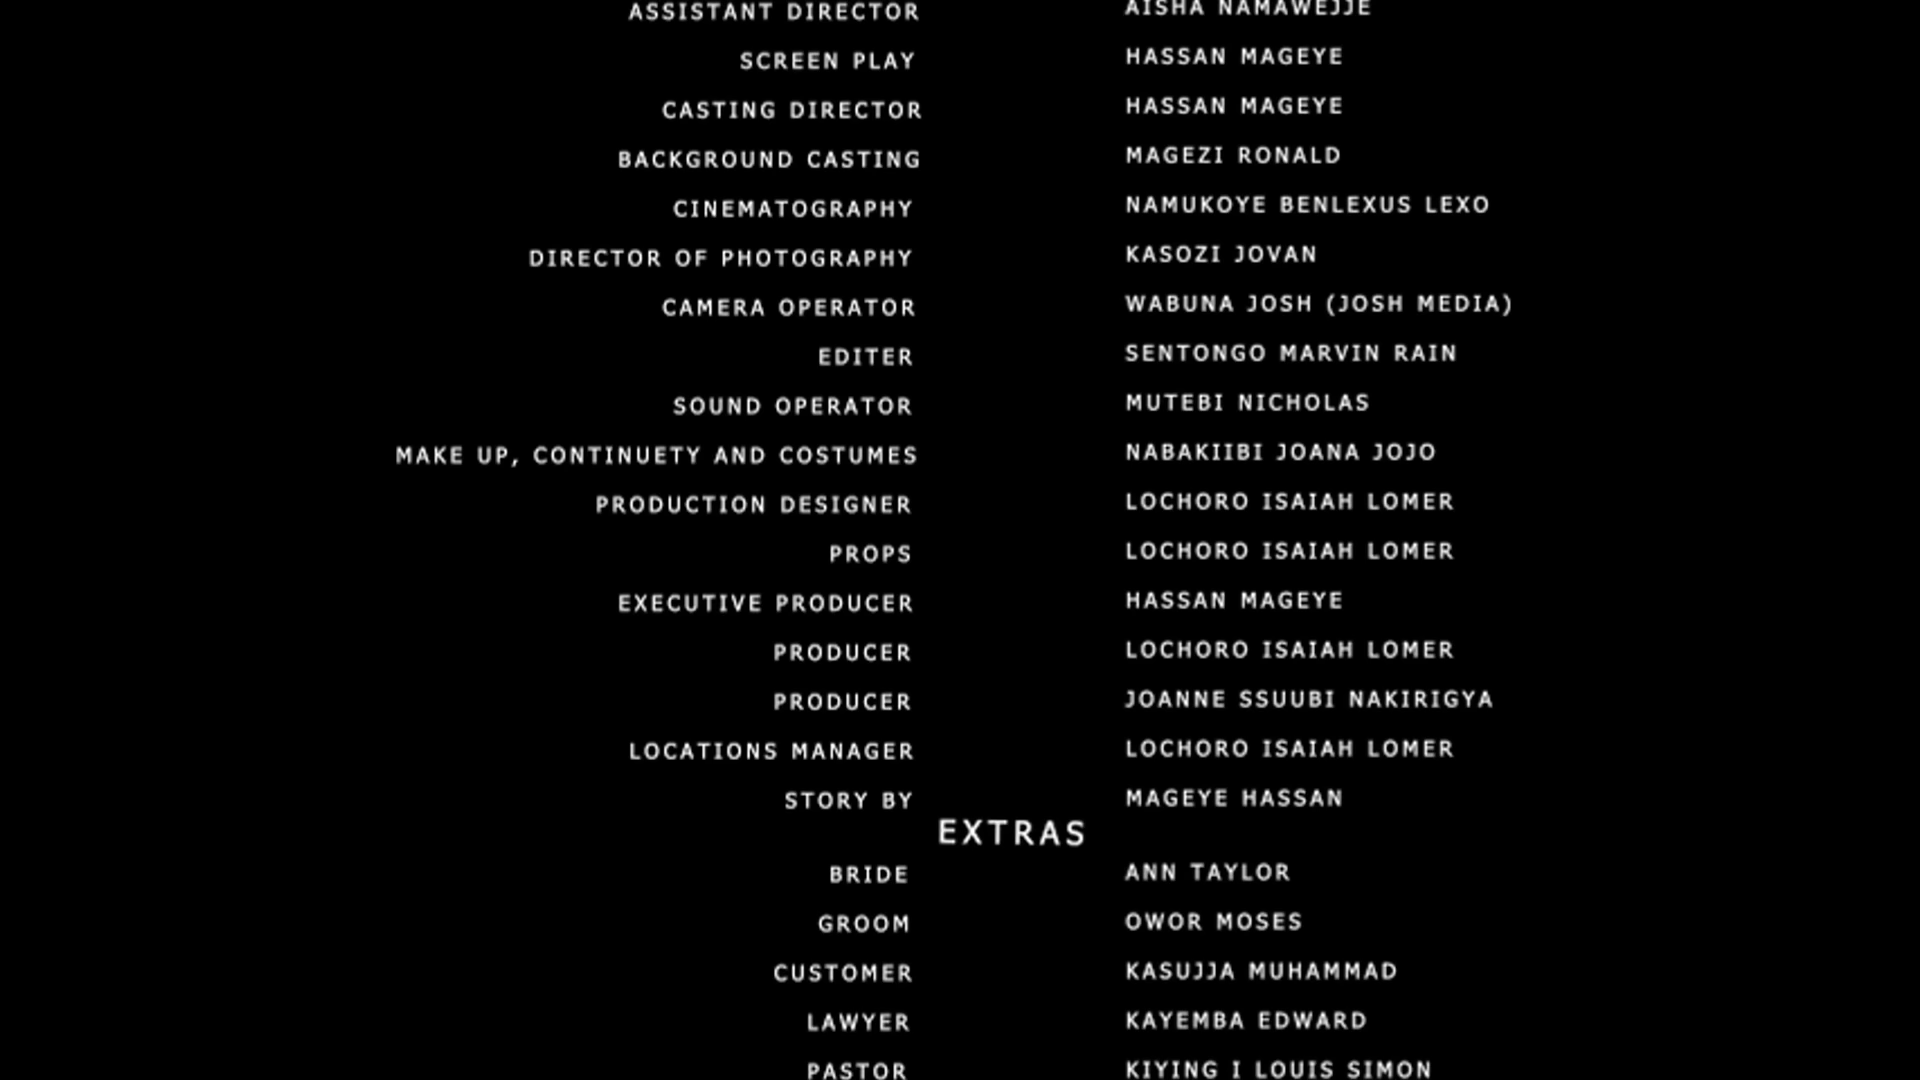 ASSISTANT DIRECTOR AISHA NAMAWEJJE
SCREEN PLAY HASSAN MAGEYE
CASTING DIRECTOR HASSAN MAGEYE
BACKGROUND CASTING MAGEZI RONALD
CINEMATOGRAPHY NAMUKOYE BENLEXUS LEXO
DIRECTOR OF PHOTOGRAPHY KASOZI JOVAN
CAMERA OPERATOR WABUNA JOSH (JOSH MEDIA)
EDITER SENTONGO MARVIN RAIN
SOUND OPERATOR MUTEBI NICHOLAS
MAKE UP, CONTINUETY AND COSTUMES NABAKIIBI JOANA JOJO
PRODUCTION DESIGNER LOCHORO ISAIAH LOMER
PROPS LOCHORO ISAIAH LOMER
EXECUTIVE PRODUCER HASSAN MAGEYE
PRODUCER LOCHORO ISAIAH LOMER
PRODUCER JOANNE SSUUBI NAKIRIGYA
LOCATIONS MANAGER LOCHORO ISAIAH LOMER
STORY BY MAGEYE HASSAN
EXTRAS
BRIDE ANN TAYLOR
GROOM OWOR MOSES
CUSTOMER KASUJJA MUHAMMAD
LAWYER KAYEMBA EDWARD
PASTOR KIYING I LOUIS SIMON